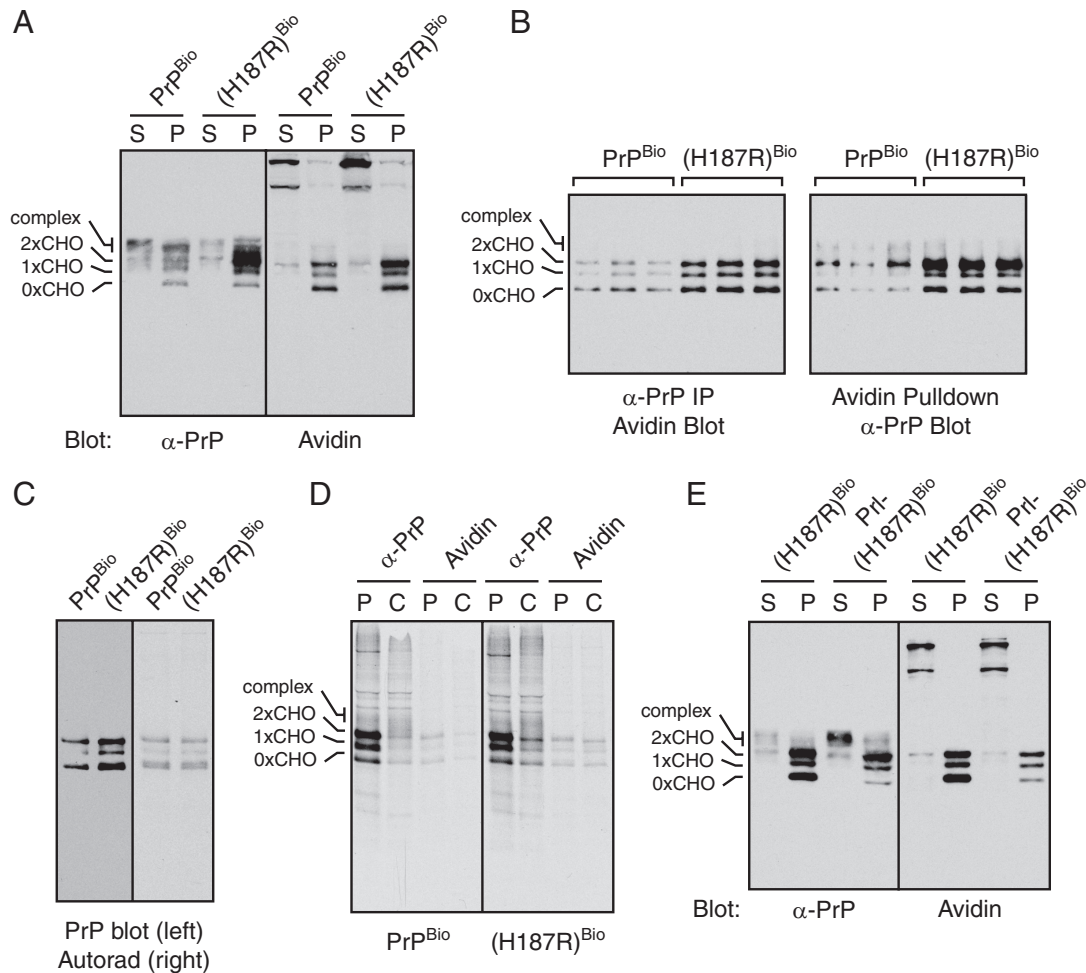 A
PrP^Bio (H187R)^Bio PrP^Bio (H187R)^Bio
S P S P S P S P
complex
2xCHO
1xCHO
0xCHO
Blot: α-PrP Avidin
B
PrP^Bio (H187R)^Bio PrP^Bio (H187R)^Bio
complex
2xCHO
1xCHO
0xCHO
α-PrP IP
Avidin Blot
Avidin Pulldown
α-PrP Blot
C
PrP^Bio (H187R)^Bio PrP^Bio (H187R)^Bio
PrP blot (left)
Autorad (right)
D
α-PrP Avidin α-PrP Avidin
P C P C P C P C
complex
2xCHO
1xCHO
0xCHO
PrP^Bio (H187R)^Bio
E
(H187R)^Bio Prl-(H187R)^Bio (H187R)^Bio Prl-(H187R)^Bio
S P S P S P S P
complex
2xCHO
1xCHO
0xCHO
Blot: α-PrP Avidin